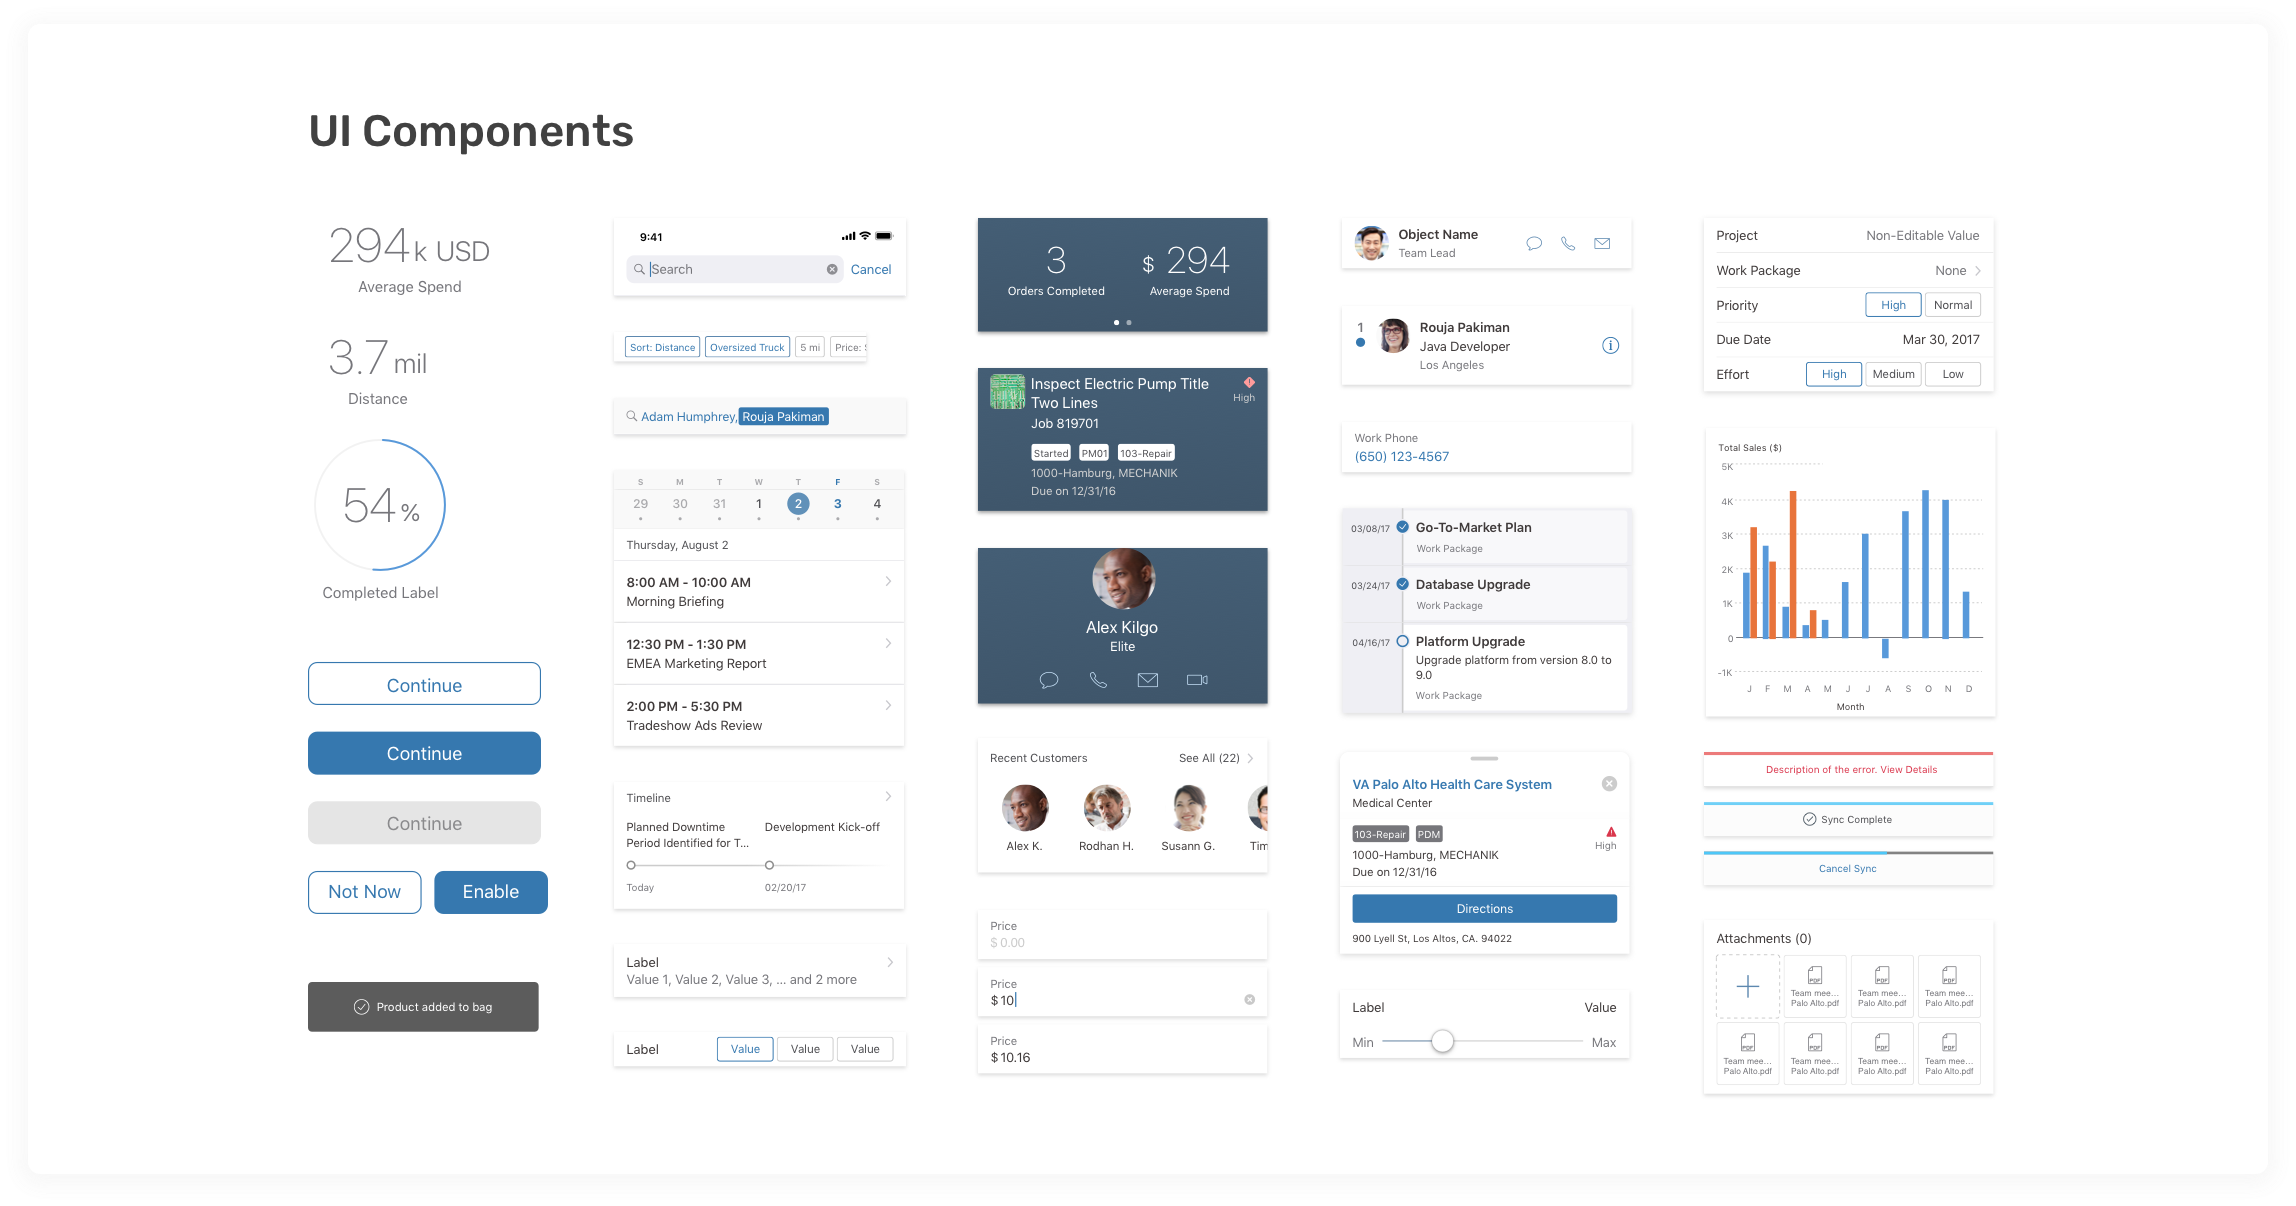 UI Components
294 k USD
Average Spend
3.7 mil
Distance
54 %
Completed Label
Continue
Continue
Continue
Not Now
Enable
Product added to bag
9:41
Search
Cancel
Sort: Distance
Oversized Truck
5 mi
Price:
Adam Humphrey, Rouja Pakiman
S M T W T F S
29 30 31 1 2 3 4
Thursday, August 2
8:00 AM - 10:00 AM
Morning Briefing
12:30 PM - 1:30 PM
EMEA Marketing Report
2:00 PM - 5:30 PM
Tradeshow Ads Review
Timeline
Planned Downtime
Period Identified for T...
Development Kick-off
Today
02/20/17
Label
Value 1, Value 2, Value 3, ... and 2 more
Label
Value
Value
Value
3
Orders Completed
$ 294
Average Spend
Inspect Electric Pump Title
Two Lines
High
Job 819701
Started
PM01
103-Repair
1000-Hamburg, MECHANIK
Due on 12/31/16
Alex Kilgo
Elite
Recent Customers
See All (22)
Alex K.
Rodhan H.
Susann G.
Tim
Price
$ 0.00
Price
$ 10
Price
$ 10.16
Object Name
Team Lead
1
Rouja Pakiman
Java Developer
Los Angeles
Work Phone
(650) 123-4567
03/08/17
Go-To-Market Plan
Work Package
03/24/17
Database Upgrade
Work Package
04/16/17
Platform Upgrade
Upgrade platform from version 8.0 to
9.0
Work Package
VA Palo Alto Health Care System
Medical Center
103-Repair
PDM
High
1000-Hamburg, MECHANIK
Due on 12/31/16
Directions
900 Lyell St, Los Altos, CA. 94022
Label
Value
Min
Max
Project
Non-Editable Value
Work Package
None
Priority
High
Normal
Due Date
Mar 30, 2017
Effort
High
Medium
Low
Total Sales ($)
5K
4K
3K
2K
1K
0
-1K
J F M A M J J A S O N D
Month
Description of the error. View Details
Sync Complete
Cancel Sync
Attachments (0)
PDF
Team mee...
Palo Alto.pdf
PDF
Team mee...
Palo Alto.pdf
PDF
Team mee...
Palo Alto.pdf
PDF
Team mee...
Palo Alto.pdf
PDF
Team mee...
Palo Alto.pdf
PDF
Team mee...
Palo Alto.pdf
PDF
Team mee...
Palo Alto.pdf